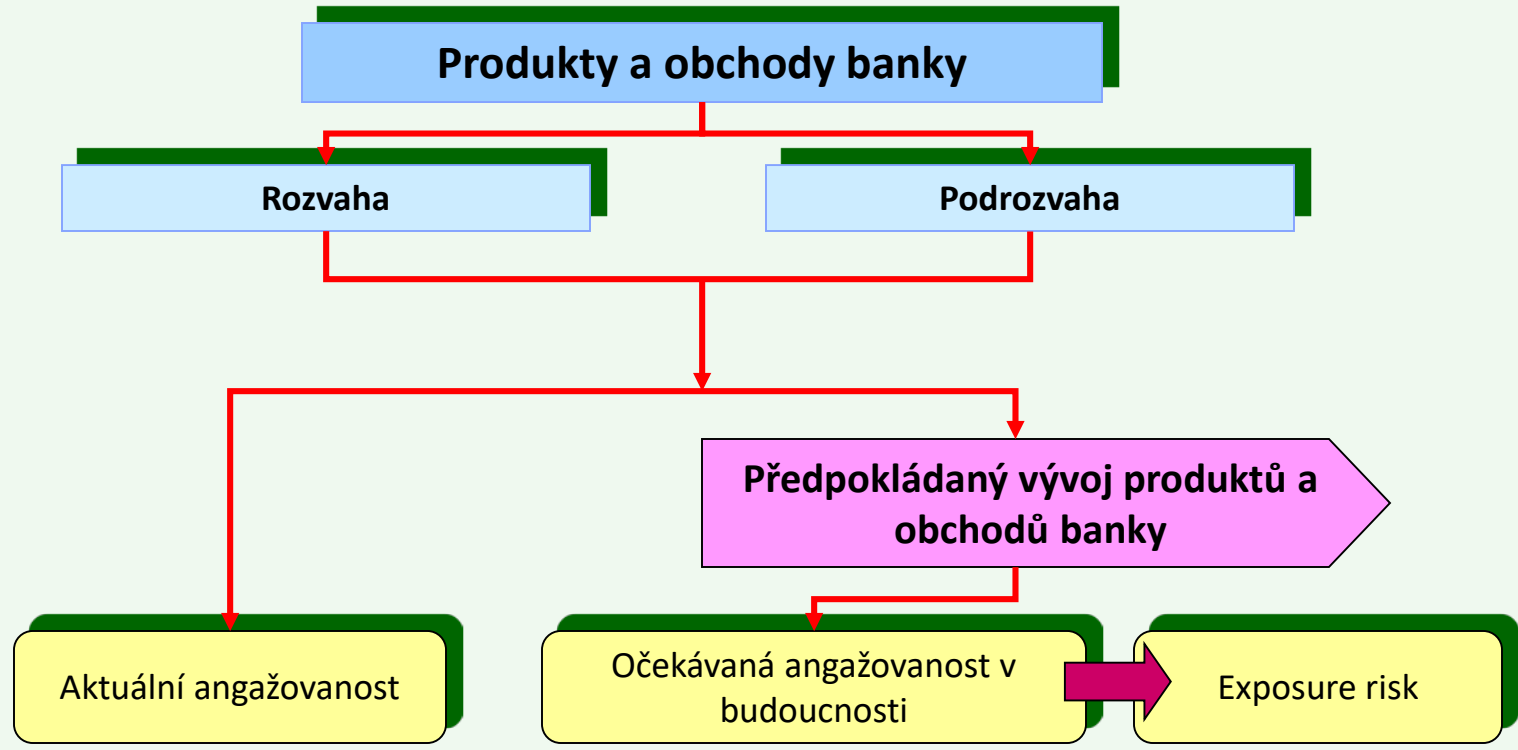 Produkty a obchody banky
Rozvaha
Podrozvaha
Předpokládaný vývoj produktů a
obchodů banky
Aktuální angažovanost
Očekávaná angažovanost v
budoucnosti
Exposure risk